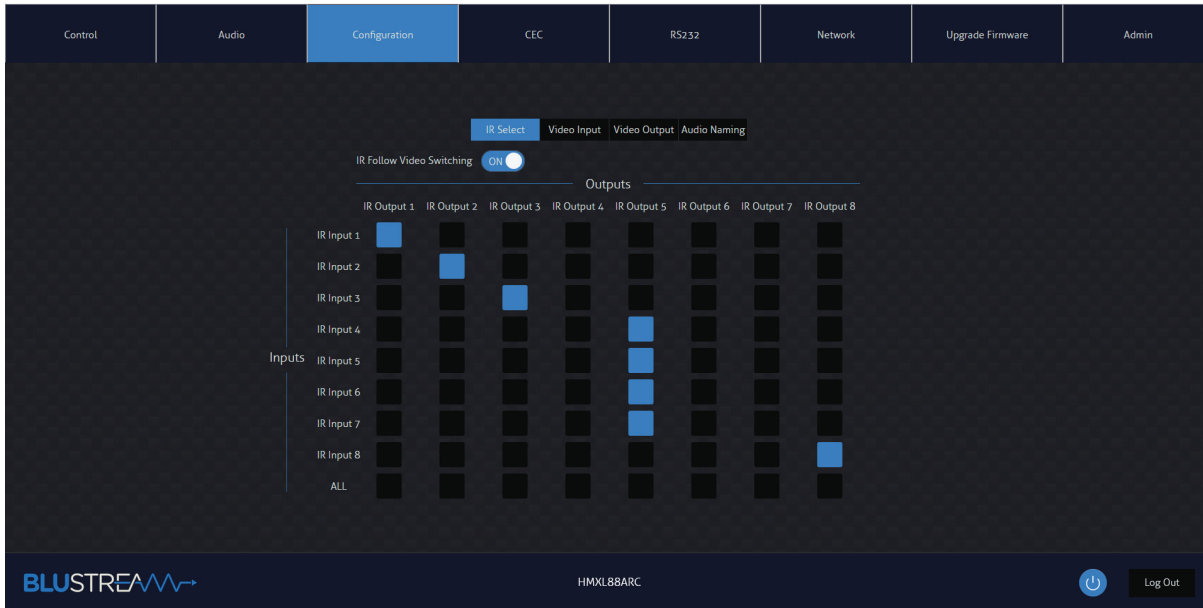 Control Audio Configuration CEC RS232 Network Upgrade Firmware Admin
IR Select Video Input Video Output Audio Naming
IR Follow Video Switching ON
Outputs
IR Output 1 IR Output 2 IR Output 3 IR Output 4 IR Output 5 IR Output 6 IR Output 7 IR Output 8
IR Input 1
IR Input 2
IR Input 3
IR Input 4
Inputs IR Input 5
IR Input 6
IR Input 7
IR Input 8
ALL
BLUSTREAM HMXL88ARC Log Out